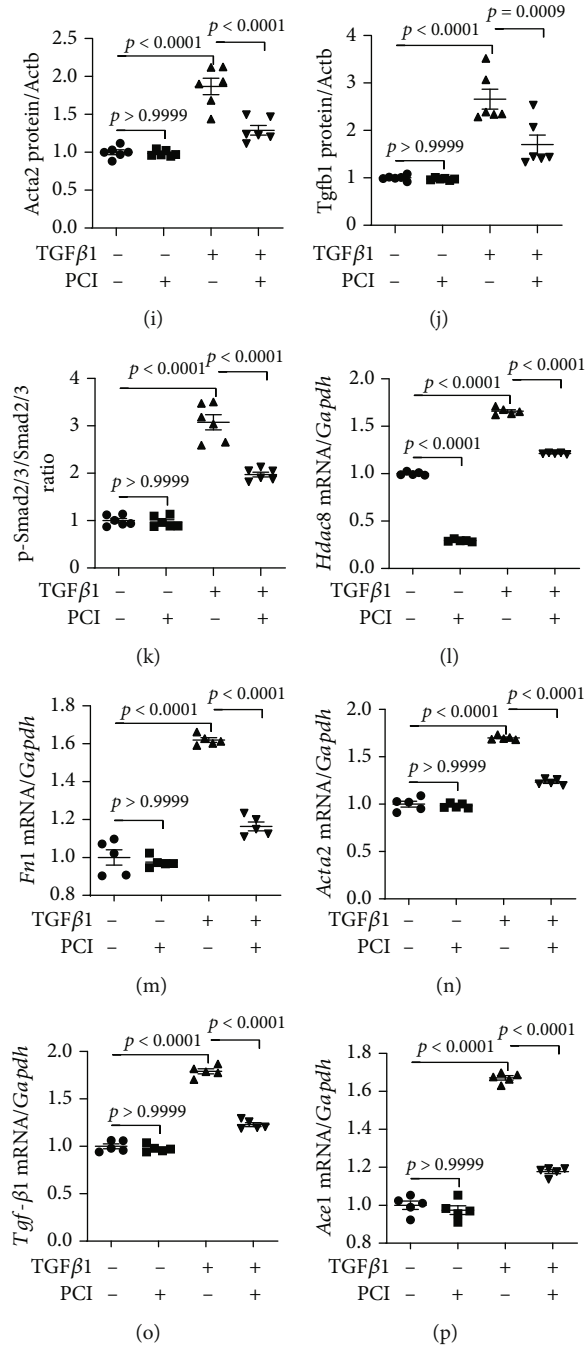 Acta2 protein/Actb
2.5
2.0
1.5
1.0
0.5
0.0
p < 0.0001
p < 0.0001
p > 0.9999
TGFβ1 – – + +
PCI – + – +
(i)
Tgfb1 protein/Actb
4
3
2
1
0
p = 0.0009
p < 0.0001
p > 0.9999
TGFβ1 – – + +
PCI – + – +
(j)
p-Smad2/3/Smad2/3
ratio
4
3
2
1
0
p < 0.0001
p < 0.0001
p > 0.9999
TGFβ1 – – + +
PCI – + – +
(k)
Hdac8 mRNA/Gapdh
2.0
1.5
1.0
0.5
0.0
p < 0.0001
p < 0.0001
p < 0.0001
TGFβ1 – – + +
PCI – + – +
(l)
Fn1 mRNA/Gapdh
1.8
1.6
1.4
1.2
1.0
0.8
p < 0.0001
p < 0.0001
p > 0.9999
TGFβ1 – – + +
PCI – + – +
(m)
Acta2 mRNA/Gapdh
2.0
1.5
1.0
0.5
0.0
p < 0.0001
p < 0.0001
p > 0.9999
TGFβ1 – – + +
PCI – + – +
(n)
Tgf-β1 mRNA/Gapdh
2.0
1.5
1.0
0.5
0.0
p < 0.0001
p < 0.0001
p > 0.9999
TGFβ1 – – + +
PCI – + – +
(o)
Ace1 mRNA/Gapdh
1.8
1.6
1.4
1.2
1.0
0.8
p < 0.0001
p < 0.0001
p > 0.9999
TGFβ1 – – + +
PCI – + – +
(p)